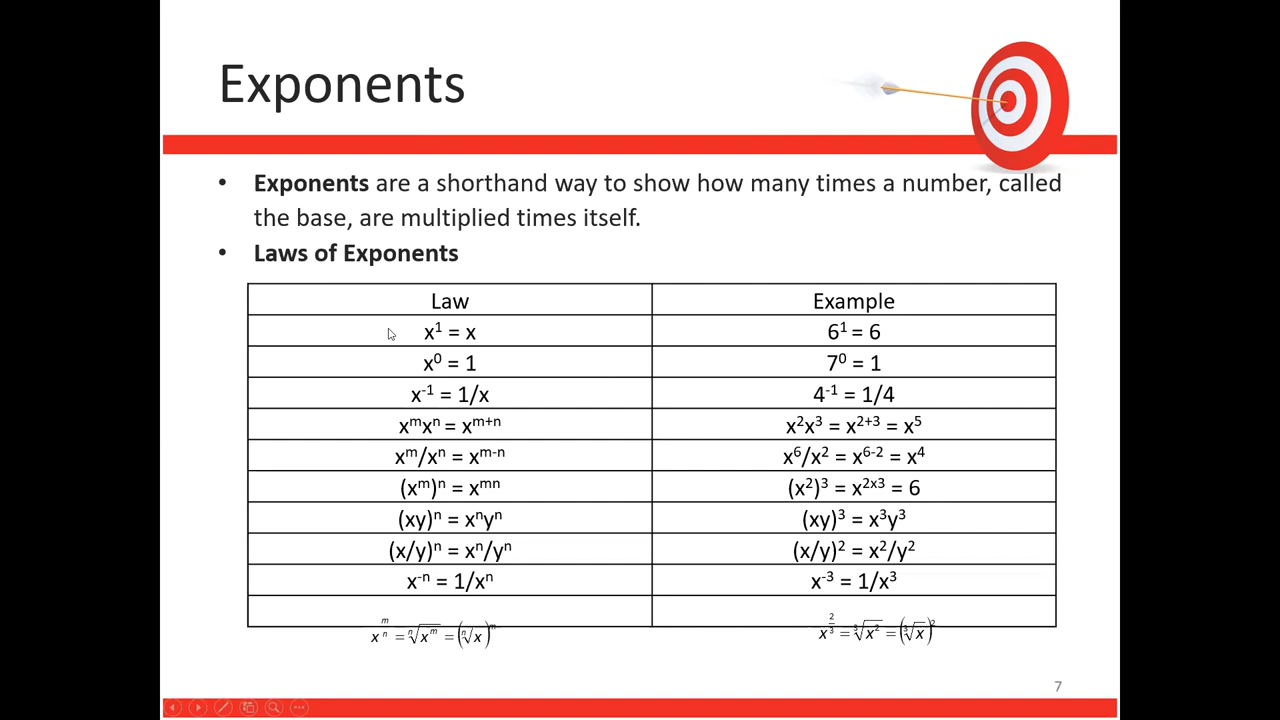 Exponents
• Exponents are a shorthand way to show how many times a number, called
the base, are multiplied times itself.
• Laws of Exponents
Law Example
x¹ = x 6¹ = 6
x⁰ = 1 7⁰ = 1
x⁻¹ = 1/x 4⁻¹ = 1/4
xᵐxⁿ = xᵐ⁺ⁿ x²x³ = x²⁺³ = x⁵
xᵐ/xⁿ = xᵐ⁻ⁿ x⁶/x² = x⁶⁻² = x⁴
(xᵐ)ⁿ = xᵐⁿ (x²)³ = x²ˣ³ = 6
(xy)ⁿ = xⁿyⁿ (xy)³ = x³y³
(x/y)ⁿ = xⁿ/yⁿ (x/y)² = x²/y²
x⁻ⁿ = 1/xⁿ x⁻³ = 1/x³
x^(m/n) = ⁿ√xᵐ = (ⁿ√x)ᵐ x^(2/3) = ³√x² = (³√x)²
7